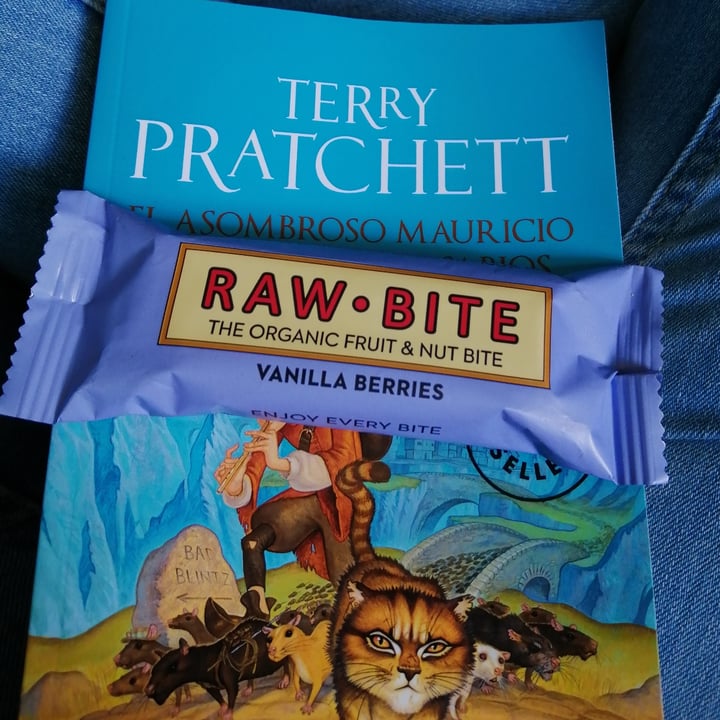 TERRY
PRATCHETT
EL ASOMBROSO MAURICIO
RAW•BITE
THE ORGANIC FRUIT & NUT BITE
VANILLA BERRIES
ENJOY EVERY BITE
BAD
BLINTZ